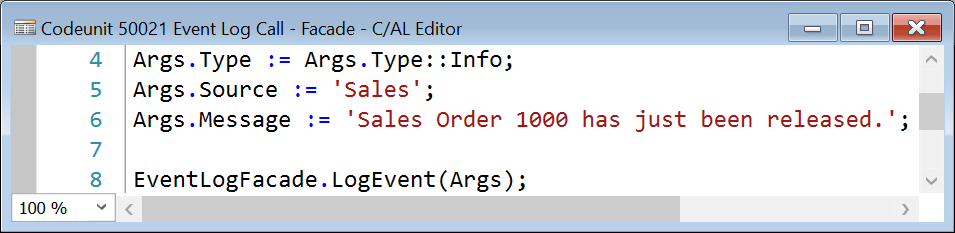 Codeunit 50021 Event Log Call - Facade - C/AL Editor
4 Args.Type := Args.Type::Info;
5 Args.Source := 'Sales';
6 Args.Message := 'Sales Order 1000 has just been released.';
7
8 EventLogFacade.LogEvent(Args);
100 %